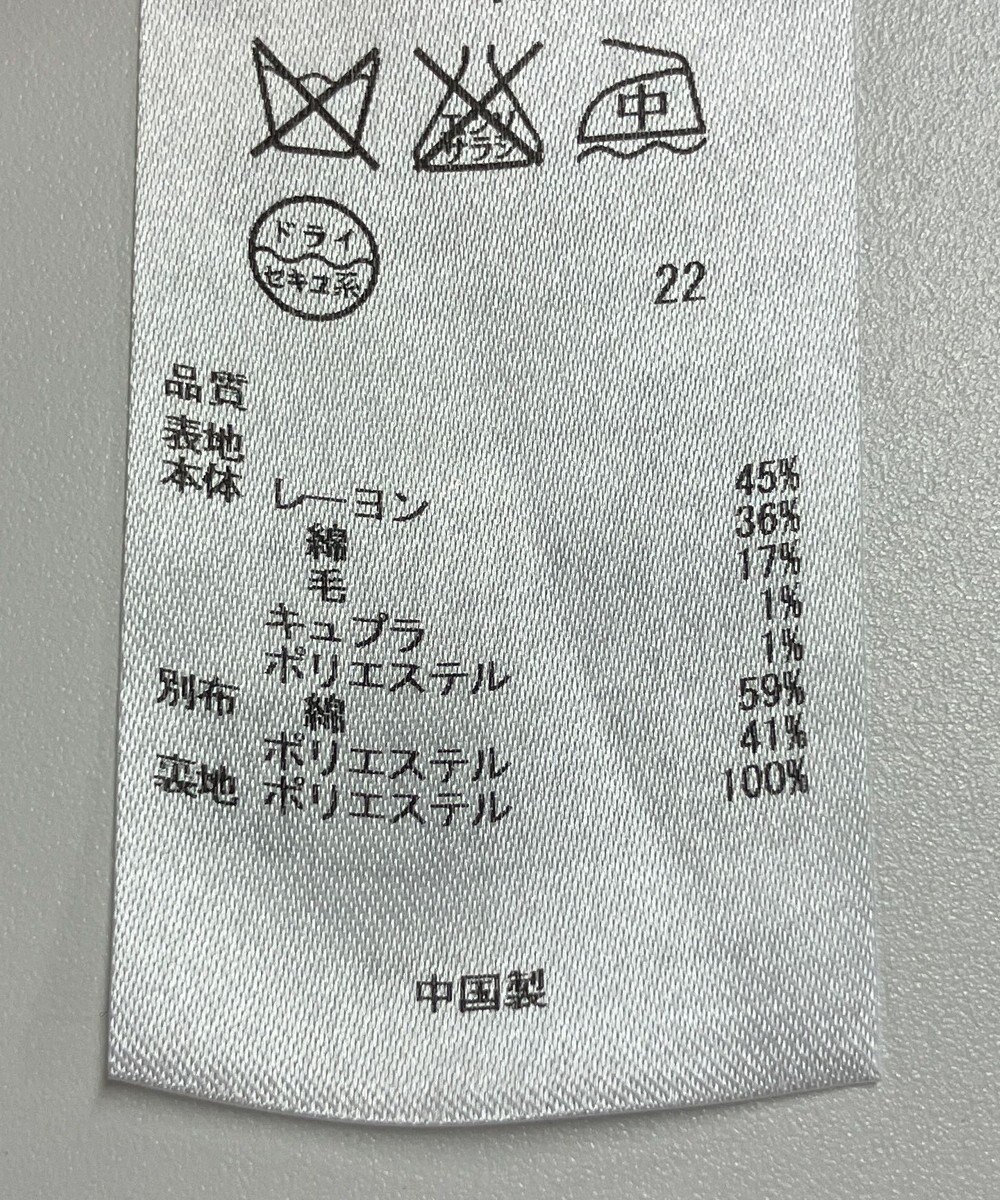 エンソ
サラシ
中
ドライ
セキユ系
22
品質
表地
本体 レーヨン 45%
綿 36%
毛 17%
キュプラ 1%
ポリエステル 1%
別布 綿 59%
ポリエステル 41%
裏地 ポリエステル 100%
中国製